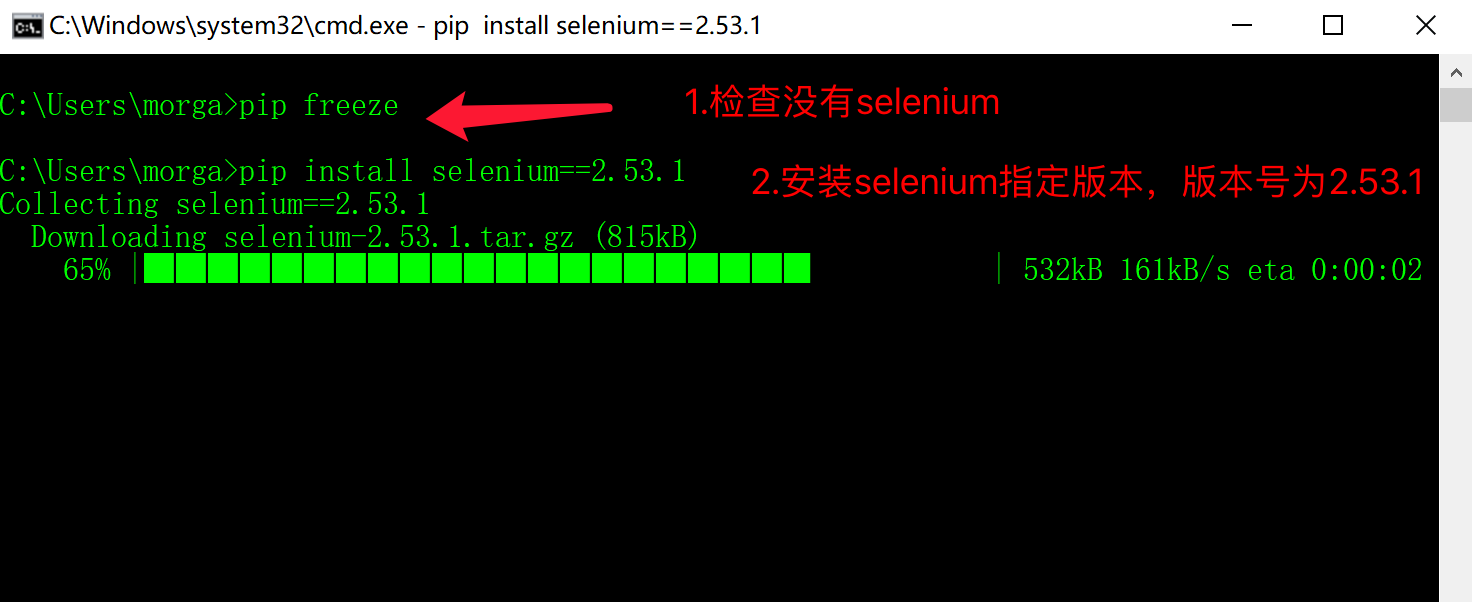 C:\Windows\system32\cmd.exe - pip  install selenium==2.53.1
C:\Users\morga>pip freeze
1.检查没有selenium
C:\Users\morga>pip install selenium==2.53.1
2.安装selenium指定版本，版本号为2.53.1
Collecting selenium==2.53.1
Downloading selenium-2.53.1.tar.gz (815kB)
65% | | 532kB 161kB/s eta 0:00:02